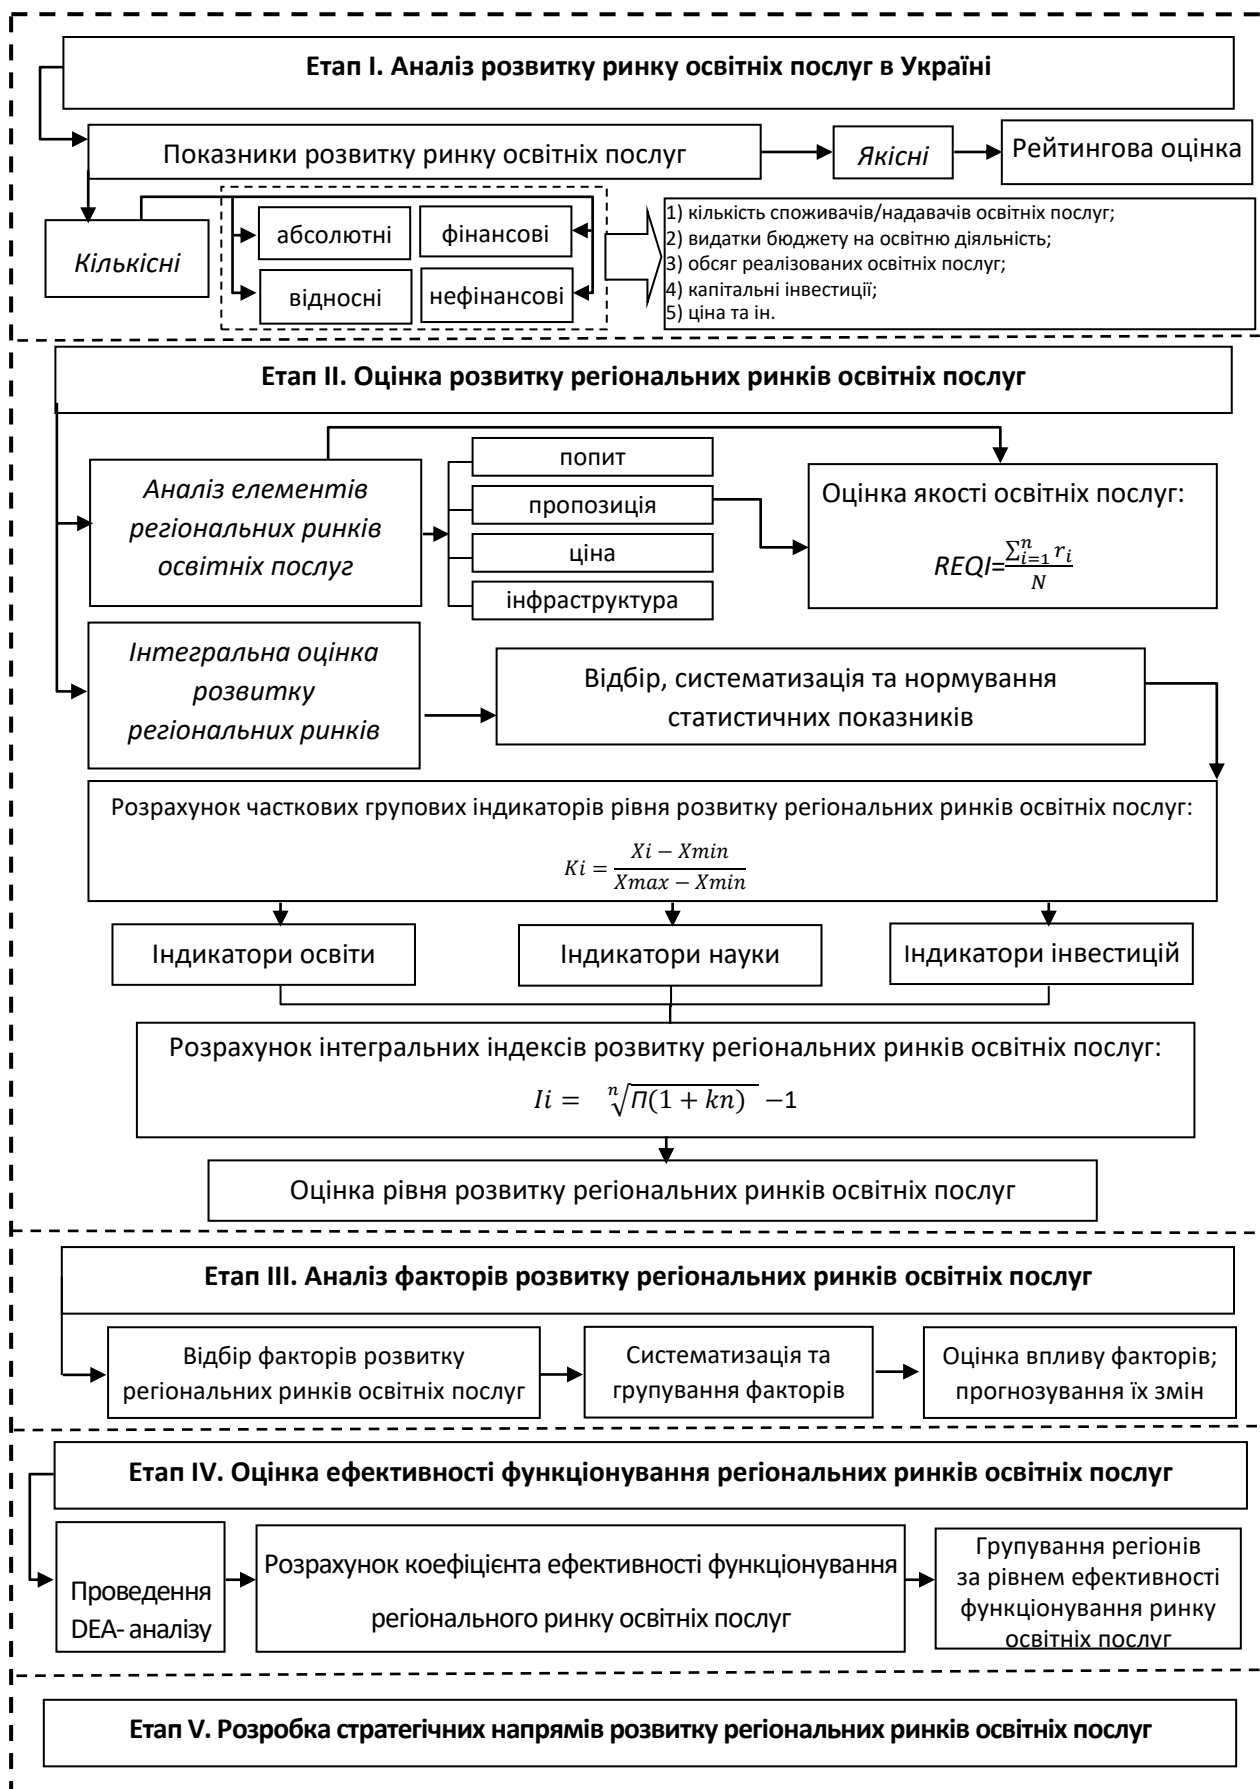 Етап I. Аналіз розвитку ринку освітніх послуг в Україні
Показники розвитку ринку освітніх послуг
Якісні
Рейтингова оцінка
Кількісні
абсолютні
фінансові
відносні
нефінансові
1) кількість споживачів/надавачів освітніх послуг;
2) видатки бюджету на освітню діяльність;
3) обсяг реалізованих освітніх послуг;
4) капітальні інвестиції;
5) ціна та ін.
Етап II. Оцінка розвитку регіональних ринків освітніх послуг
Аналіз елементів
регіональних ринків
освітніх послуг
попит
пропозиція
ціна
інфраструктура
Оцінка якості освітніх послуг:
REQI=\frac{\sum_{i=1}^{n} r_i}{N}
Інтегральна оцінка
розвитку
регіональних ринків
Відбір, систематизація та нормування
статистичних показників
Розрахунок часткових групових індикаторів рівня розвитку регіональних ринків освітніх послуг:
Ki = \frac{Xi − Xmin}{Xmax − Xmin}
Індикатори освіти
Індикатори науки
Індикатори інвестицій
Розрахунок інтегральних індексів розвитку регіональних ринків освітніх послуг:
Ii = \sqrt[n]{П(1 + kn)} −1
Оцінка рівня розвитку регіональних ринків освітніх послуг
Етап III. Аналіз факторів розвитку регіональних ринків освітніх послуг
Відбір факторів розвитку
регіональних ринків освітніх послуг
Систематизація та
групування факторів
Оцінка впливу факторів;
прогнозування їх змін
Етап IV. Оцінка ефективності функціонування регіональних ринків освітніх послуг
Проведення
DEA- аналізу
Розрахунок коефіцієнта ефективності функціонування
регіонального ринку освітніх послуг
Групування регіонів
за рівнем ефективності
функціонування ринку
освітніх послуг
Етап V. Розробка стратегічних напрямів розвитку регіональних ринків освітніх послуг